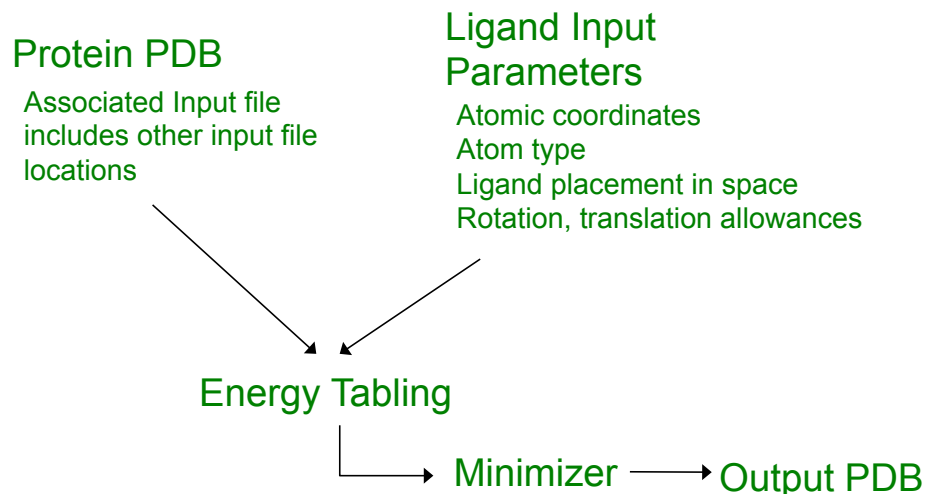 Protein PDB
Associated Input file
includes other input file
locations
Ligand Input
Parameters
Atomic coordinates
Atom type
Ligand placement in space
Rotation, translation allowances
Energy Tabling
Minimizer
Output PDB